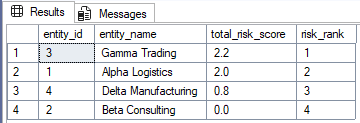 Results Messages
entity_id entity_name total_risk_score risk_rank
1 3 Gamma Trading 2.2 1
2 1 Alpha Logistics 2.0 2
3 4 Delta Manufacturing 0.8 3
4 2 Beta Consulting 0.0 4